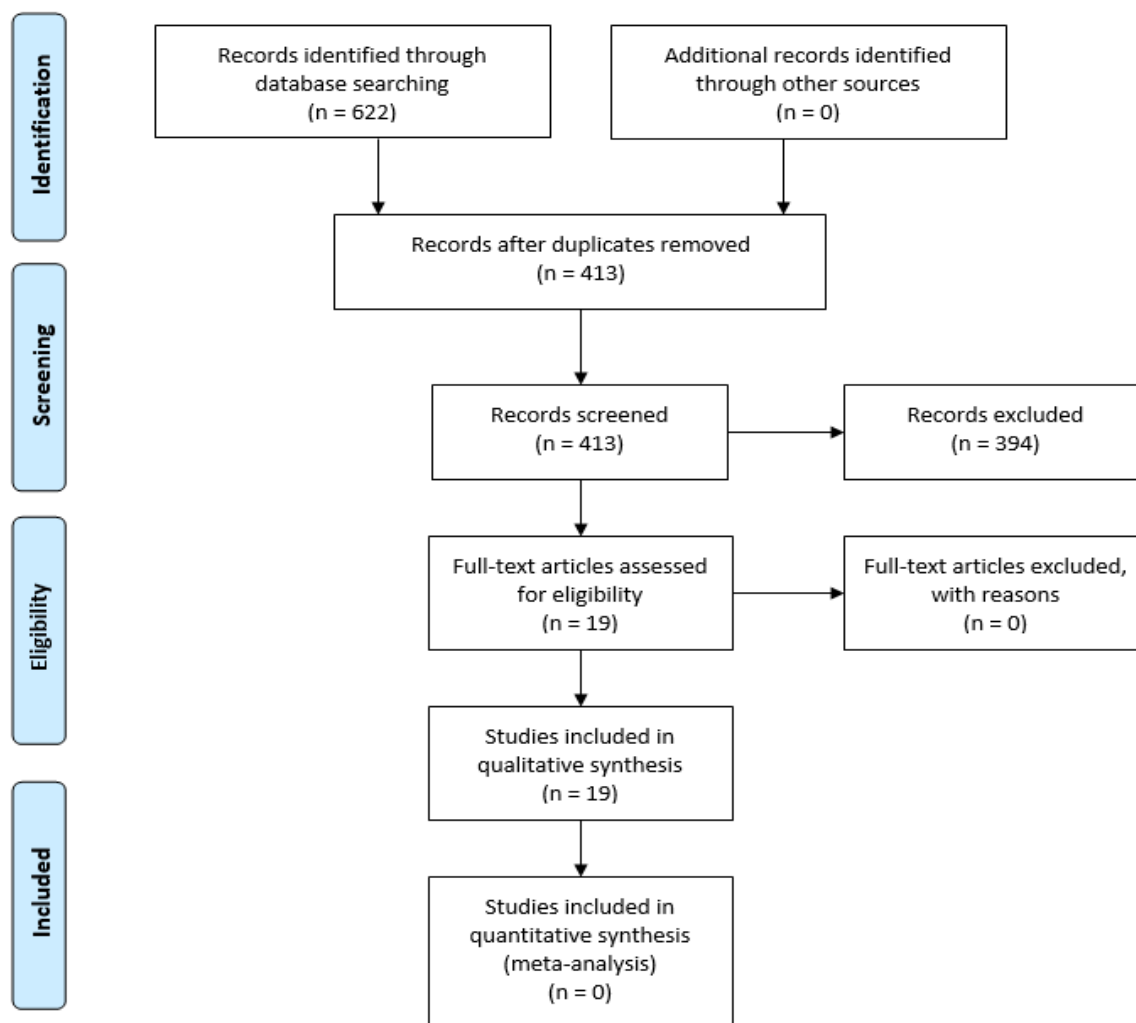 Identification
Records identified through
database searching
(n = 622)
Additional records identified
through other sources
(n = 0)
Records after duplicates removed
(n = 413)
Screening
Records screened
(n = 413)
Records excluded
(n = 394)
Eligibility
Full-text articles assessed
for eligibility
(n = 19)
Full-text articles excluded,
with reasons
(n = 0)
Studies included in
qualitative synthesis
(n = 19)
Included
Studies included in
quantitative synthesis
(meta-analysis)
(n = 0)